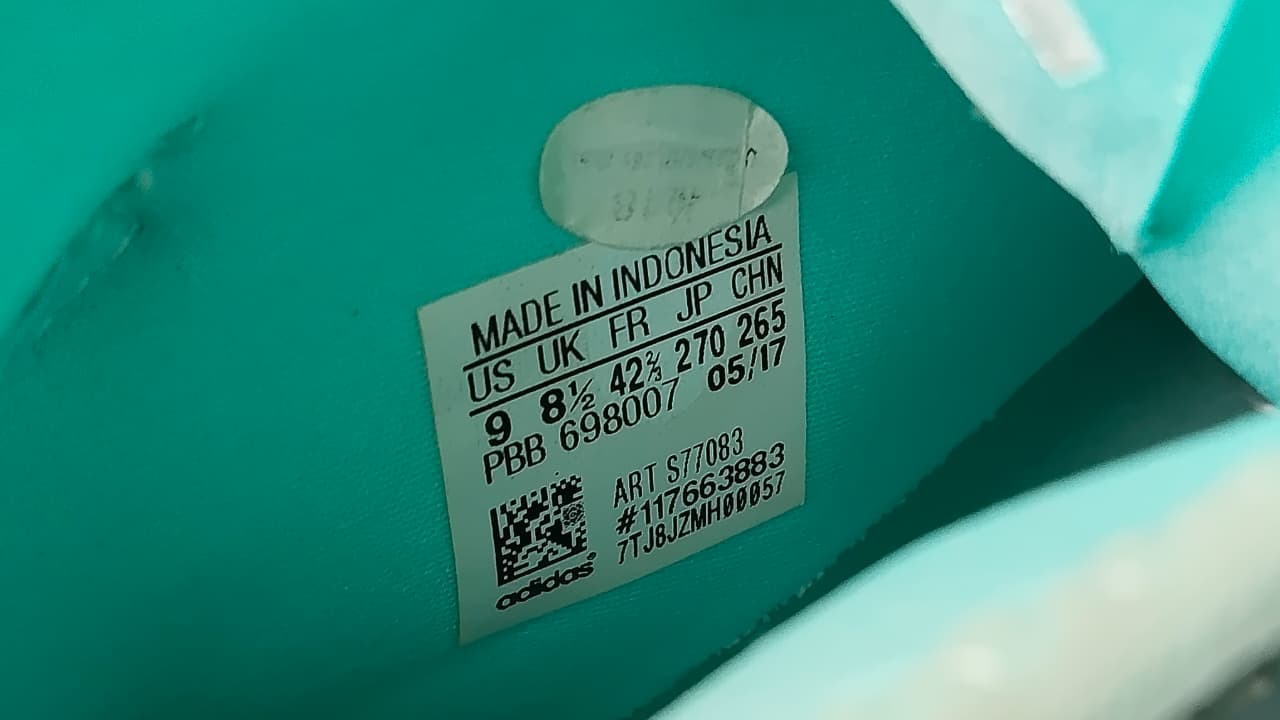 MADE IN INDONESIA
US UK FR JP CHN
9 8½ 42⅔ 270 265
PBB 698007 05/17
ART S77083
#117663883
7TJ8JZMH00057
adidas